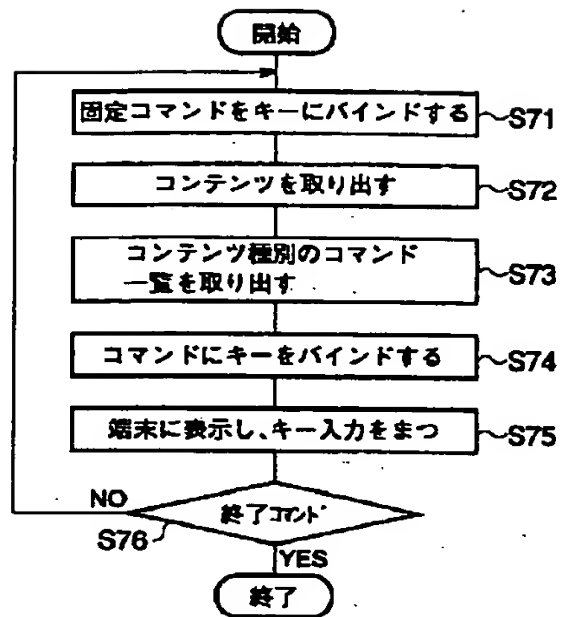 開始
固定コマンドをキーにバインドする
S71
コンテンツを取り出す
S72
コンテンツ種別のコマンド
一覧を取り出す
S73
コマンドにキーをバインドする
S74
端末に表示し、キー入力をまつ
S75
NO
終了コマンド
S76
YES
終了